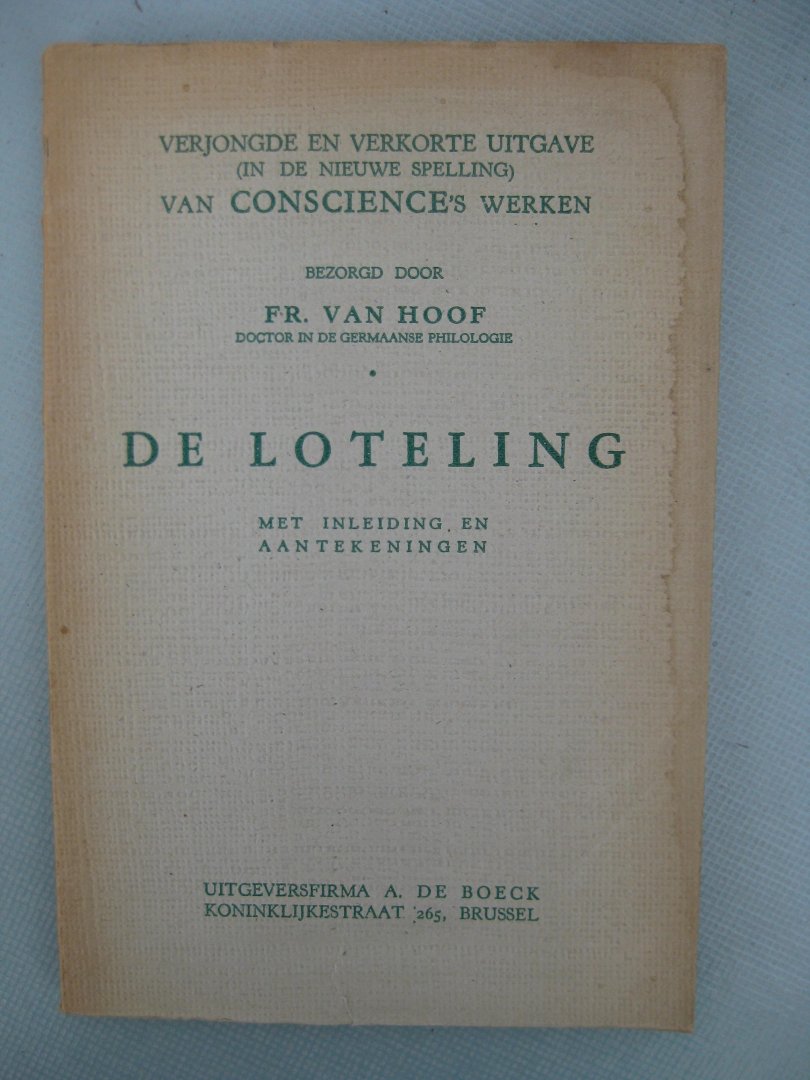 VERJONGDE EN VERKORTE UITGAVE
(IN DE NIEUWE SPELLING)
VAN CONSCIENCE'S WERKEN
BEZORGD DOOR
FR. VAN HOOF
DOCTOR IN DE GERMAANSE PHILOLOGIE
DE LOTELING
MET INLEIDING EN
AANTEKENINGEN
UITGEVERSFIRMA A. DE BOECK
KONINKLIJKESTRAAT 265, BRUSSEL